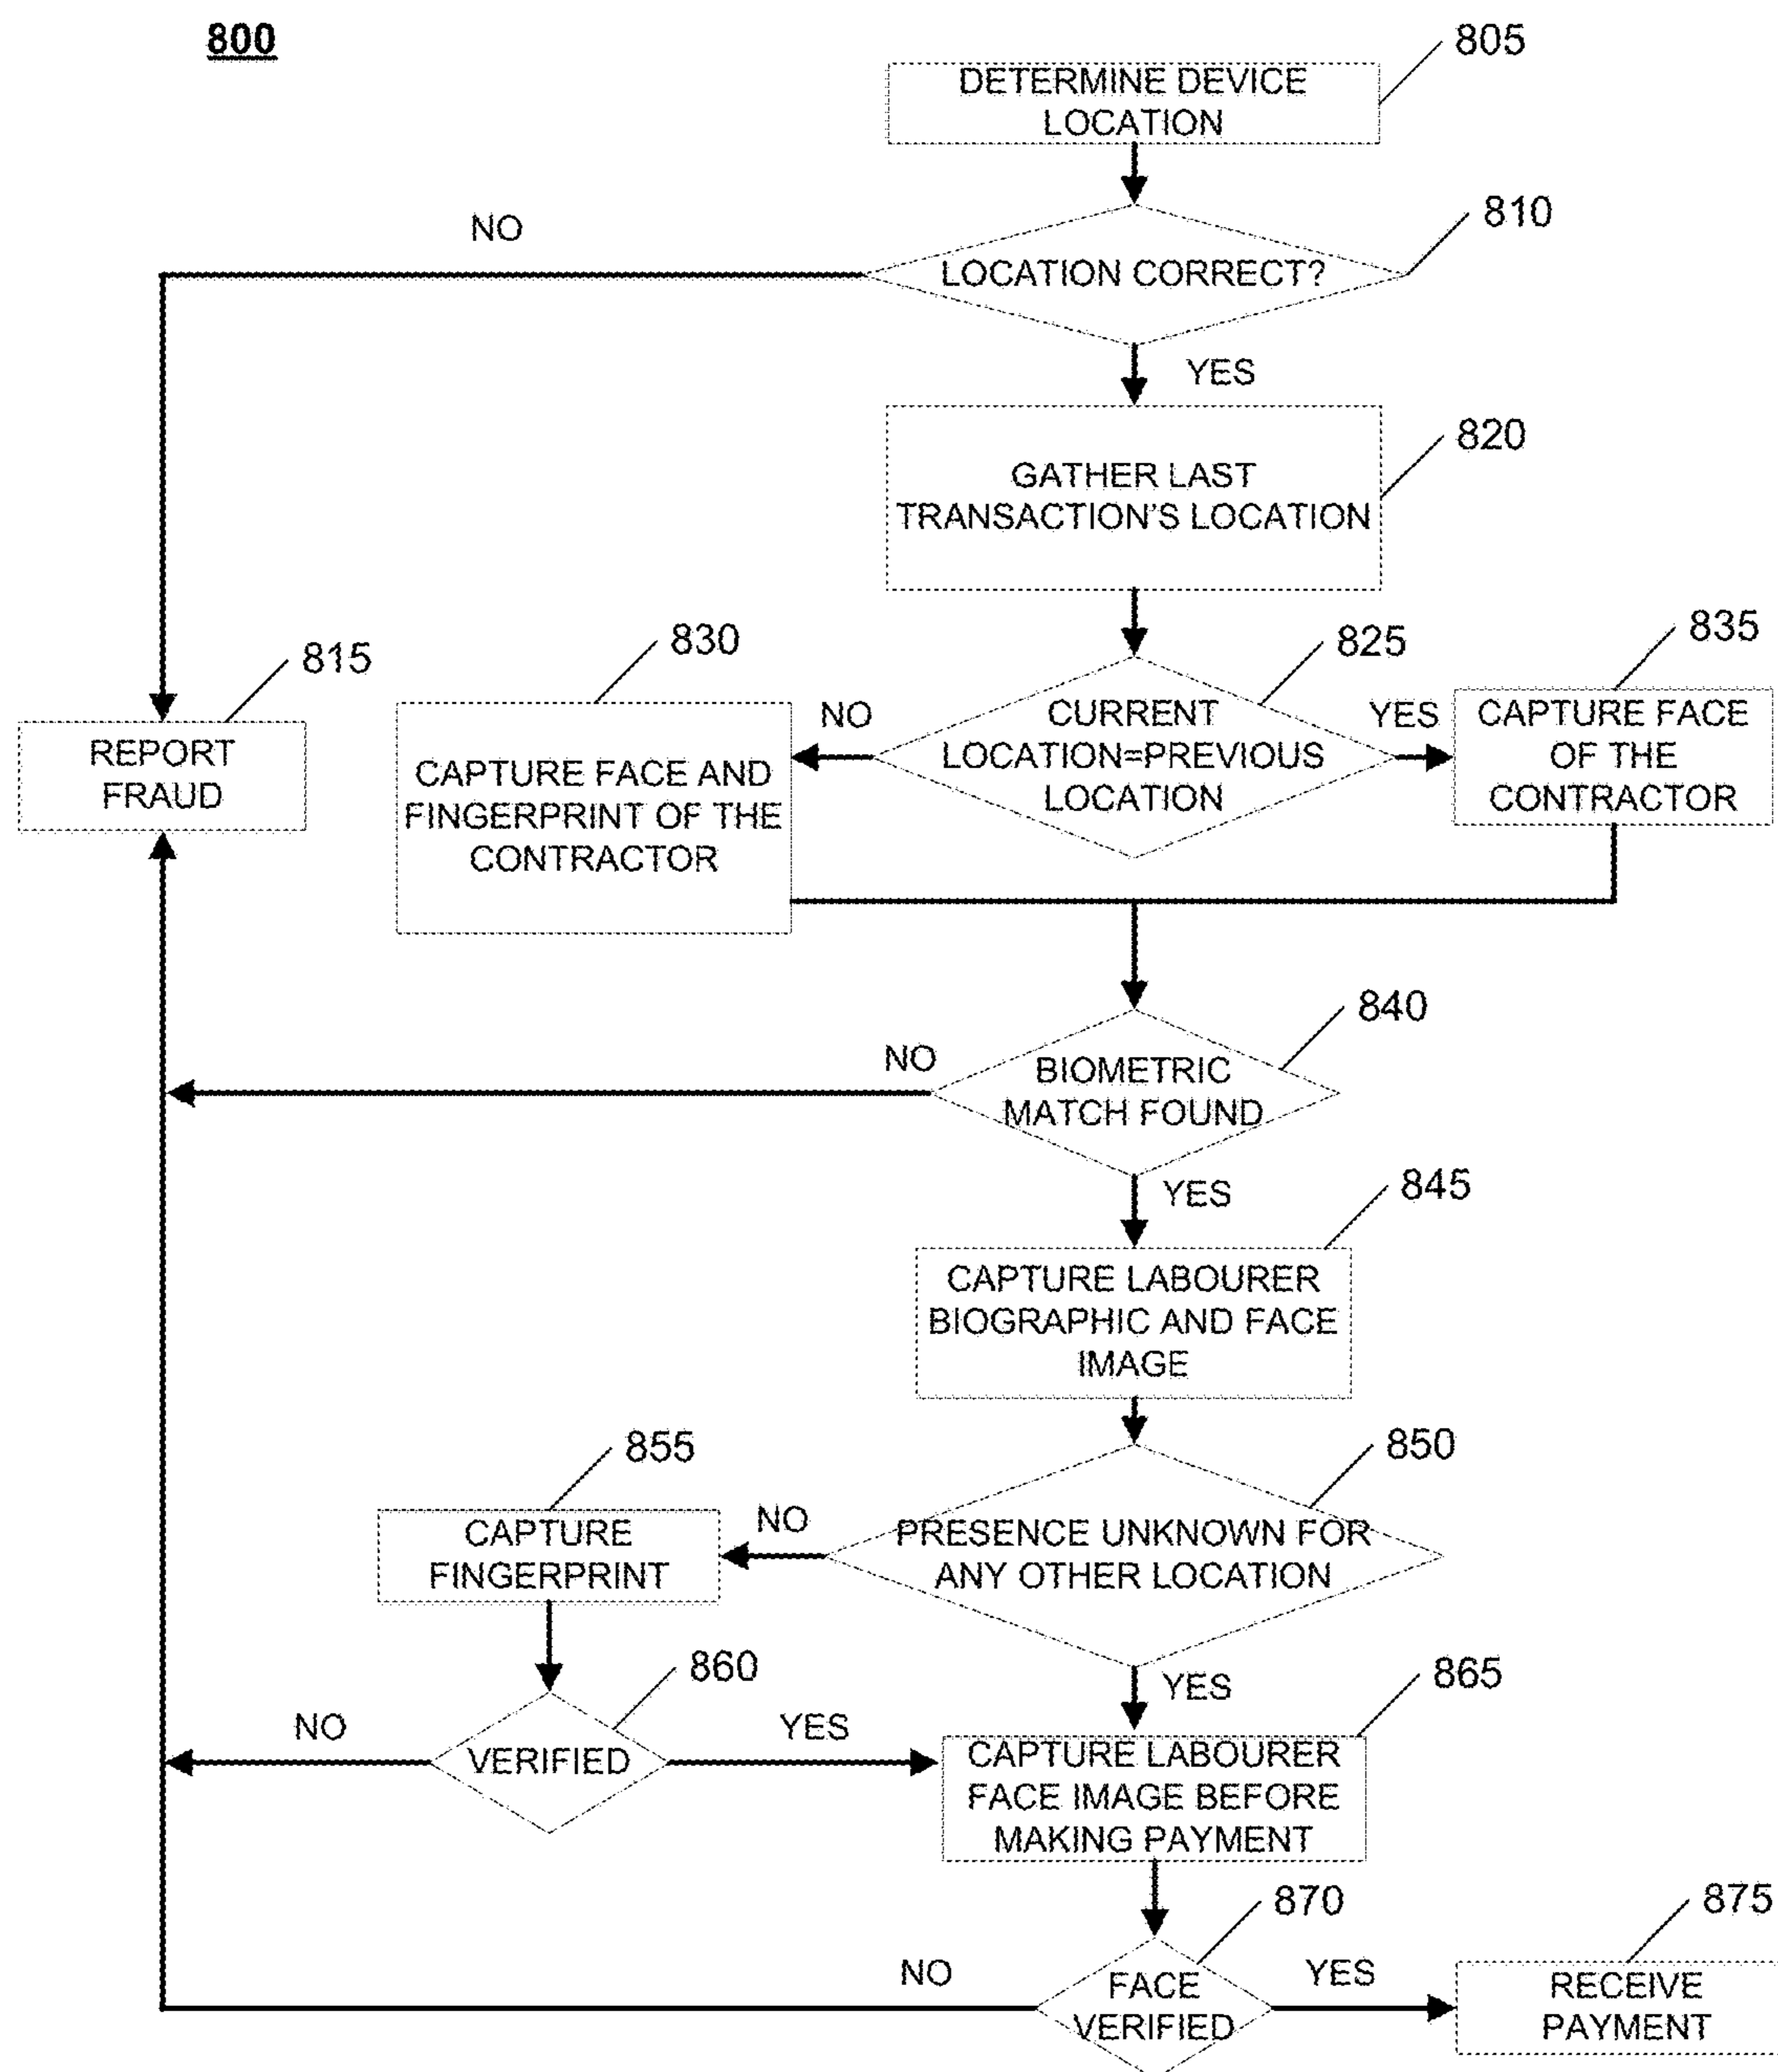 800
805
DETERMINE DEVICE
LOCATION
810
NO
LOCATION CORRECT?
YES
820
GATHER LAST
TRANSACTION'S LOCATION
815
830
825
835
REPORT
FRAUD
CAPTURE FACE AND
FINGERPRINT OF THE
CONTRACTOR
NO
CURRENT
LOCATION=PREVIOUS
LOCATION
YES
CAPTURE FACE
OF THE
CONTRACTOR
840
NO
BIOMETRIC
MATCH FOUND
YES
845
CAPTURE LABOURER
BIOGRAPHIC AND FACE
IMAGE
855
850
CAPTURE
FINGERPRINT
NO
PRESENCE UNKNOWN FOR
ANY OTHER LOCATION
860
YES
865
NO
VERIFIED
YES
CAPTURE LABOURER
FACE IMAGE BEFORE
MAKING PAYMENT
870
875
NO
FACE
VERIFIED
YES
RECEIVE
PAYMENT